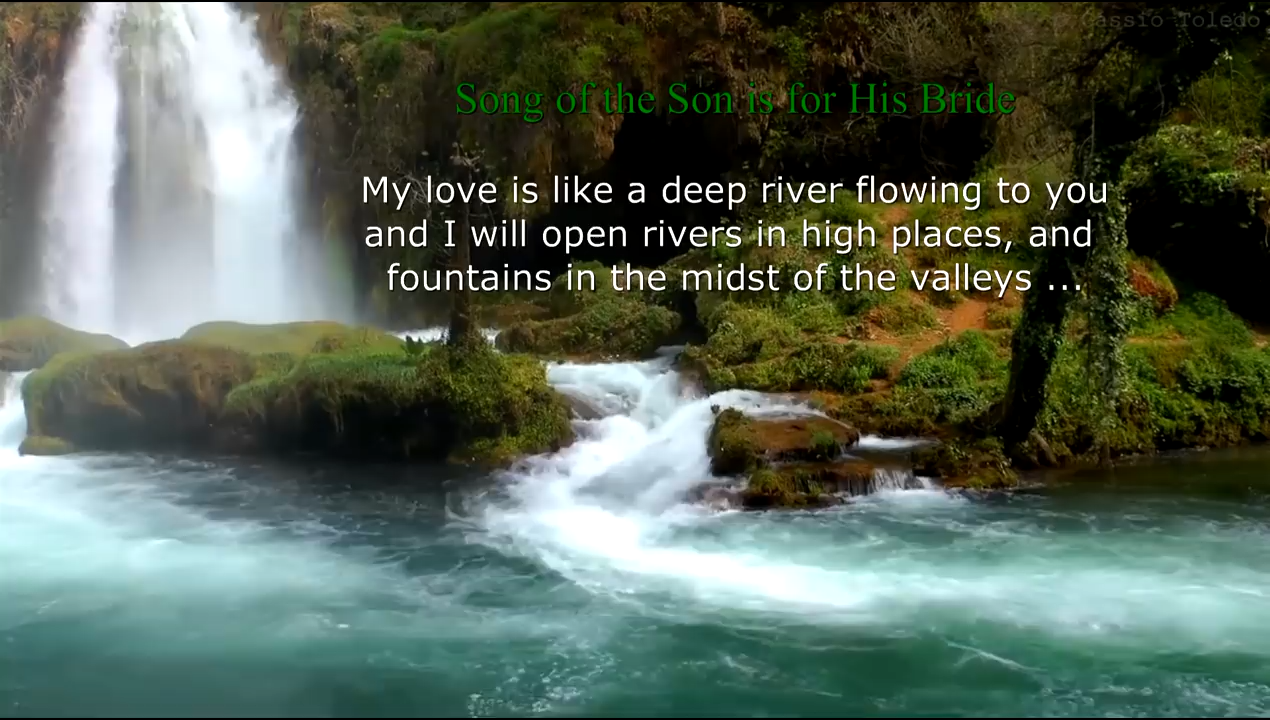 Cassio Toledo
Song of the Son is for His Bride
My love is like a deep river flowing to you
and I will open rivers in high places, and
fountains in the midst of the valleys ...